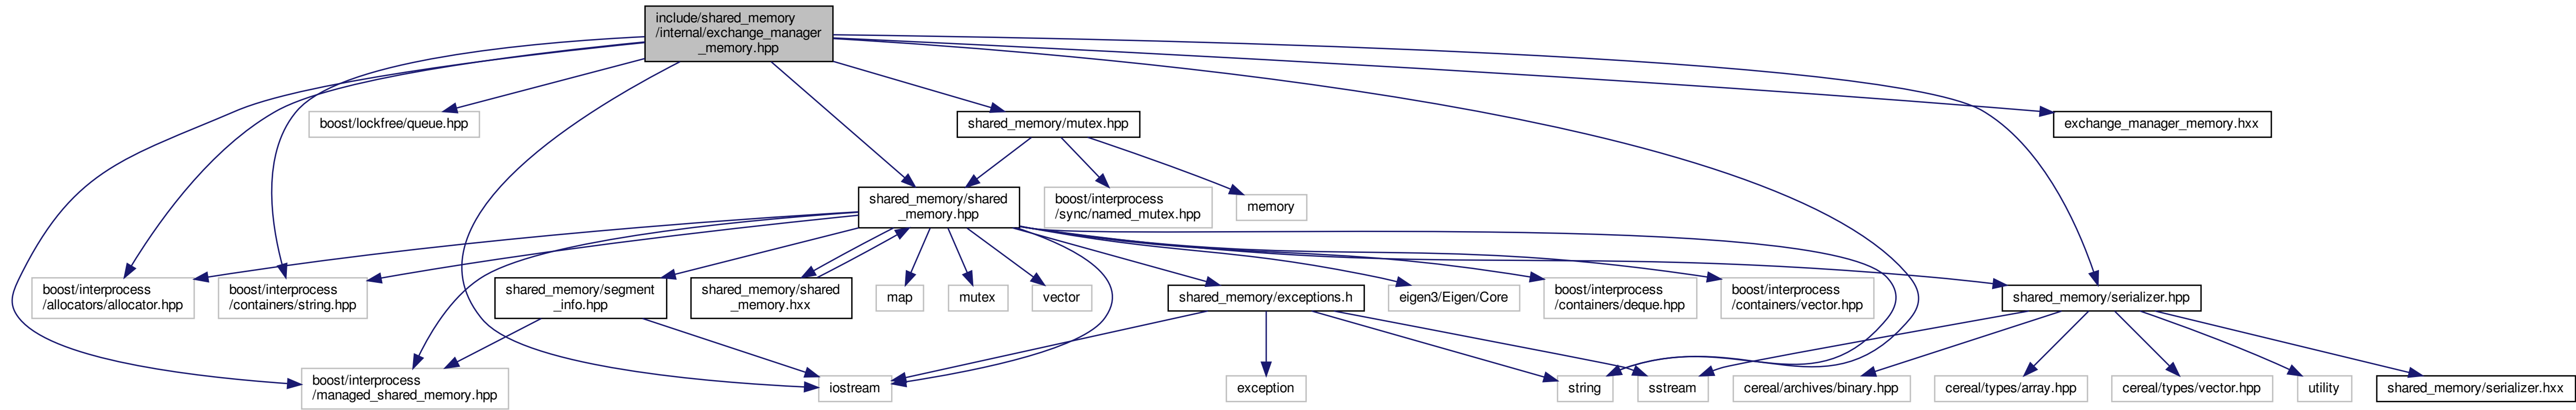 include/shared_memory
/internal/exchange_manager
_memory.hpp
boost/lockfree/queue.hpp
shared_memory/mutex.hpp
exchange_manager_memory.hxx
shared_memory/shared
_memory.hpp
boost/interprocess
/sync/named_mutex.hpp
memory
boost/interprocess
/allocators/allocator.hpp
boost/interprocess
/containers/string.hpp
shared_memory/segment
_info.hpp
shared_memory/shared
_memory.hxx
map
mutex
vector
shared_memory/exceptions.h
eigen3/Eigen/Core
boost/interprocess
/containers/deque.hpp
boost/interprocess
/containers/vector.hpp
shared_memory/serializer.hpp
boost/interprocess
/managed_shared_memory.hpp
iostream
exception
string
sstream
cereal/archives/binary.hpp
cereal/types/array.hpp
cereal/types/vector.hpp
utility
shared_memory/serializer.hxx